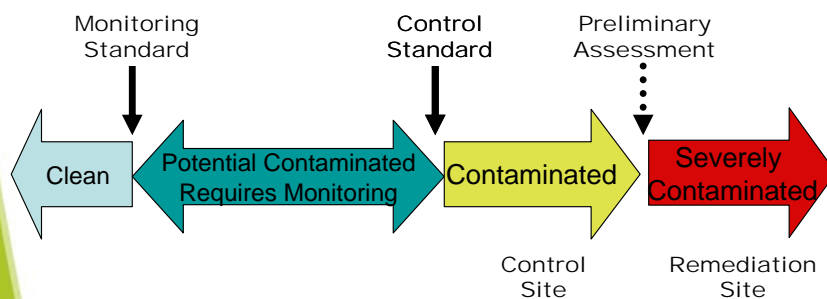 Monitoring
Standard
Control
Standard
Preliminary
Assessment
Clean
Potential Contaminated
Requires Monitoring
Contaminated
Severely
Contaminated
Control
Site
Remediation
Site